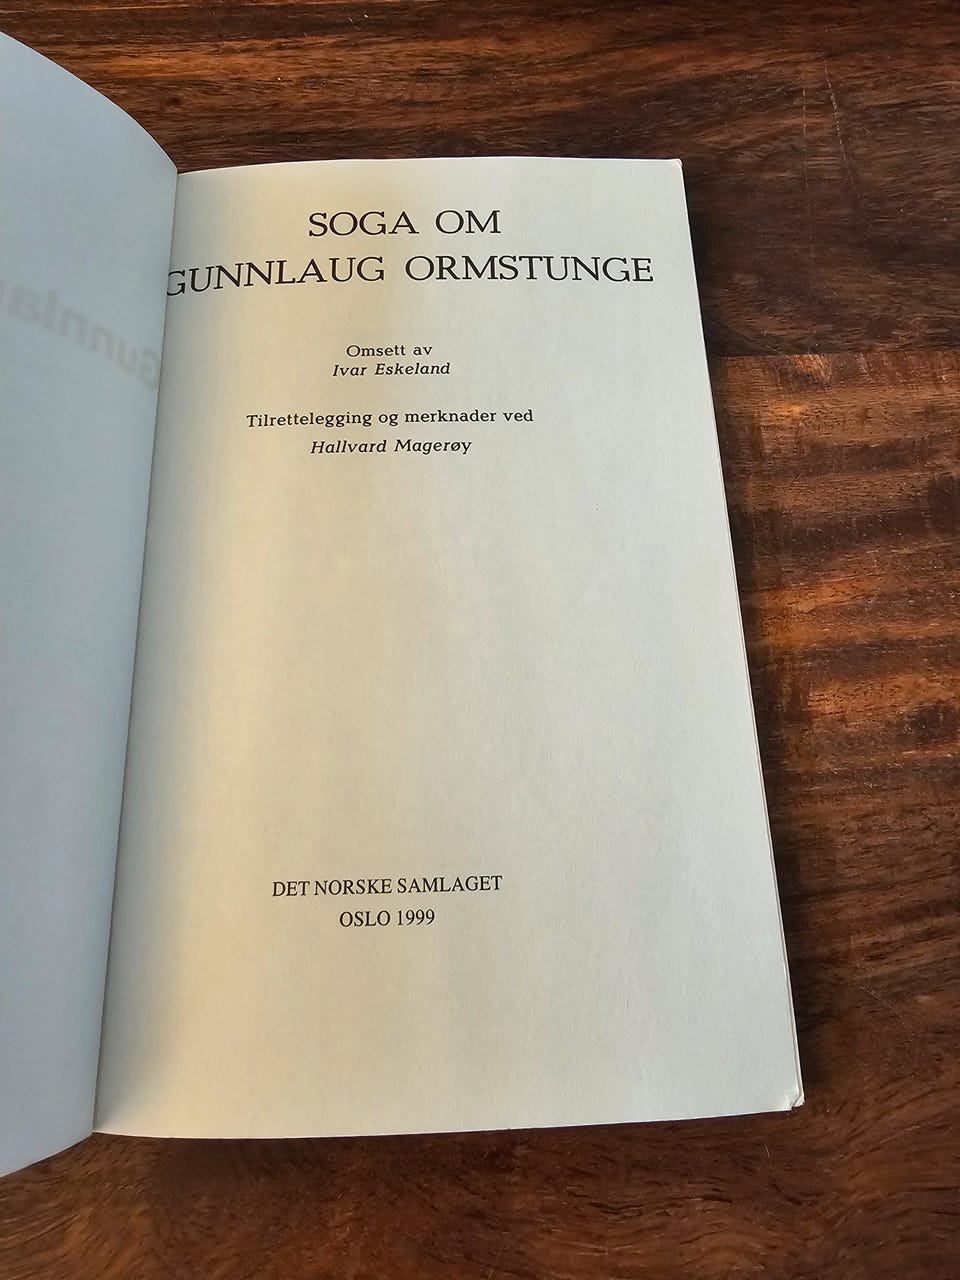 SOGA OM
GUNNLAUG ORMSTUNGE
Omsett av
Ivar Eskeland
Tilrettelegging og merknader ved
Hallvard Magerøy
DET NORSKE SAMLAGET
OSLO 1999